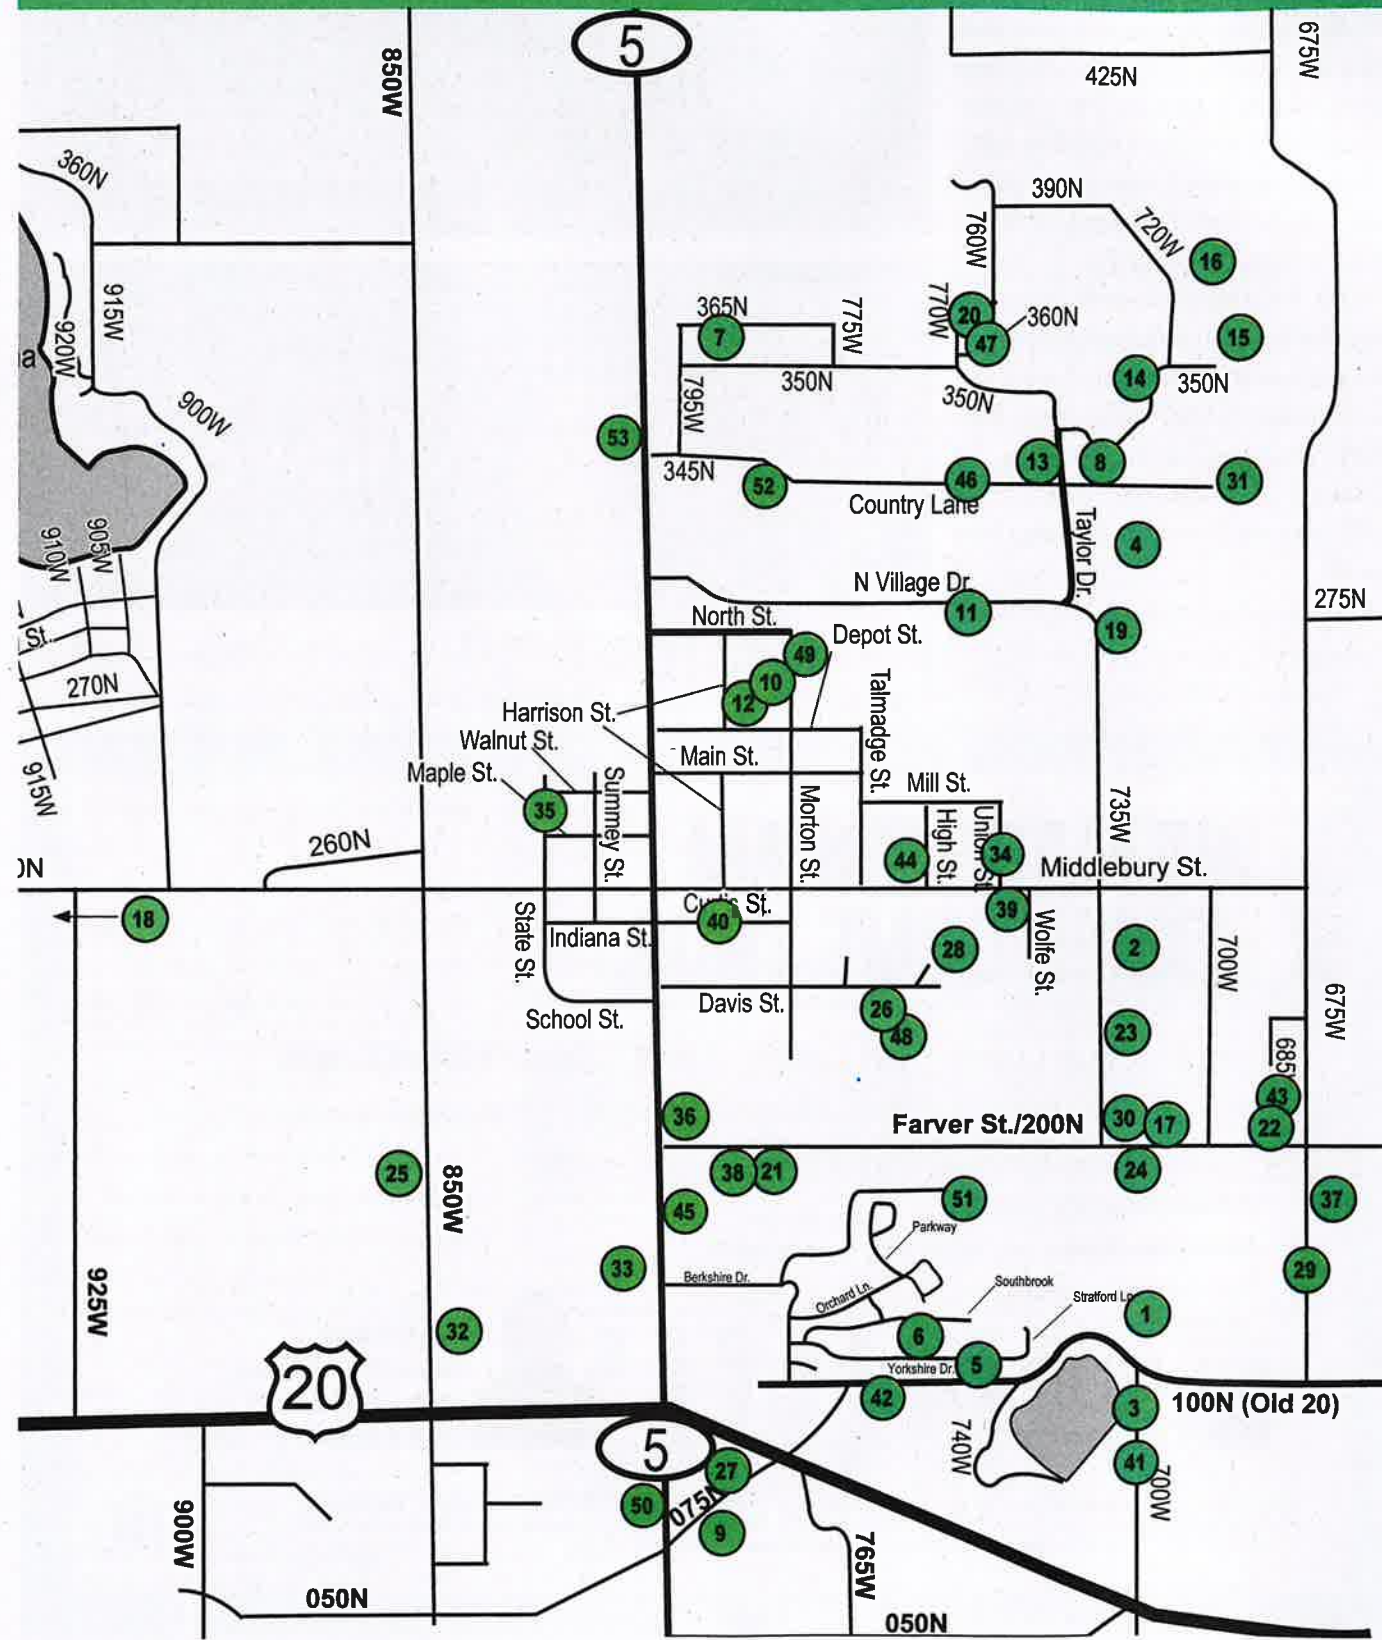 5
675W
850W
425N
360N
390N
720W
16
760W
915W
365N
775W
770W
20
360N
920W
7
47
15
a
350N
14
350N
900W
795W
350N
53
13
8
345N
52
46
31
Country Lane
910W
905W
Taylor Dr.
4
N Village Dr.
11
275N
North St.
19
St.
49
Depot St.
270N
10
12
Talmadge St.
Harrison St.
Walnut St.
Main St.
Maple St.
915W
Summey St.
Mill St.
35
Morton St.
High St.
Union St.
735W
260N
44
34
Middlebury St.
0N
18
Curtis St.
40
39
State St.
Indiana St.
28
Wolfe St.
2
700W
Davis St.
26
675W
School St.
48
23
685W
43
36
Farver St./200N
30
17
22
25
850W
38
21
24
51
37
45
Parkway
33
Berkshire Dr.
29
925W
Orchard Ln.
Southbrook
Stratford Lp
1
32
6
20
Yorkshire Dr.
5
42
3
100N (Old 20)
5
740W
27
41
700W
50
075N
9
900W
765W
050N
050N